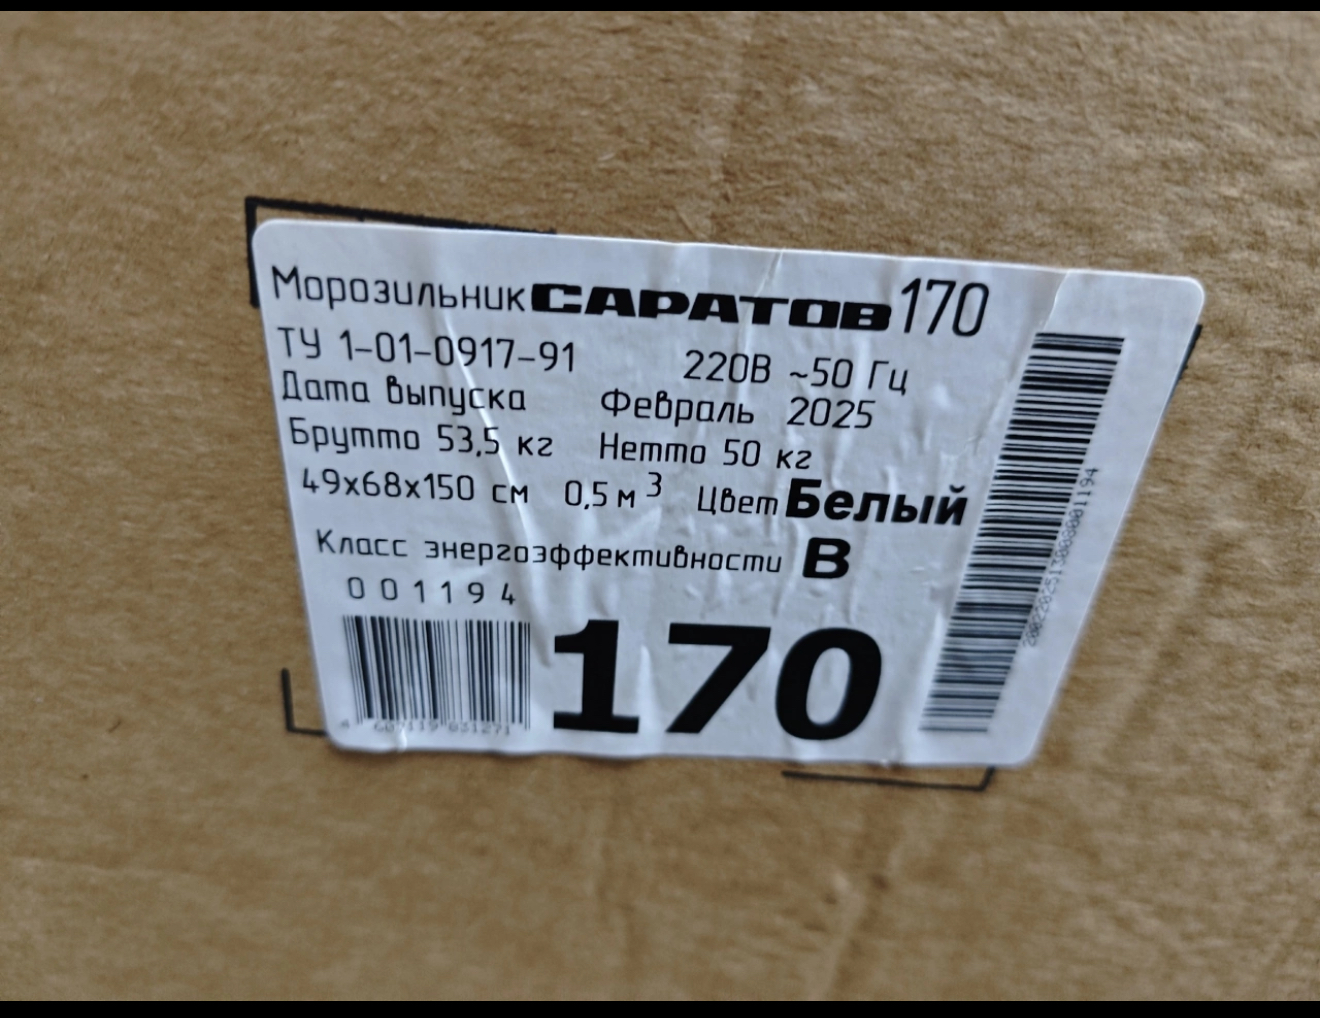 Морозильник САРАТОВ 170
ТУ 1-01-0917-91 220В ~50 Гц
Дата выпуска Февраль 2025
Брутто 53,5 кг Нетто 50 кг
49х68х150 см 0,5 м³ Цвет Белый
Класс энергоэффективности В
001194
170